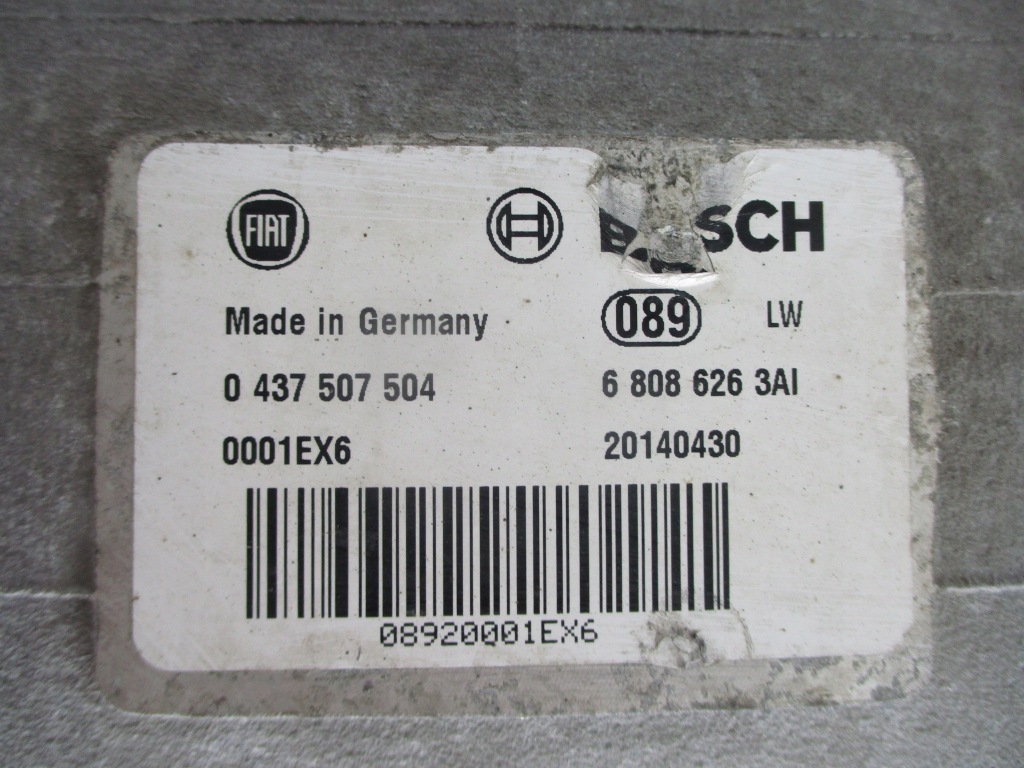 FIAT BOSCH
Made in Germany 089 LW
0 437 507 504 6 808 626 3AI
0001EX6 20140430
08920001EX6